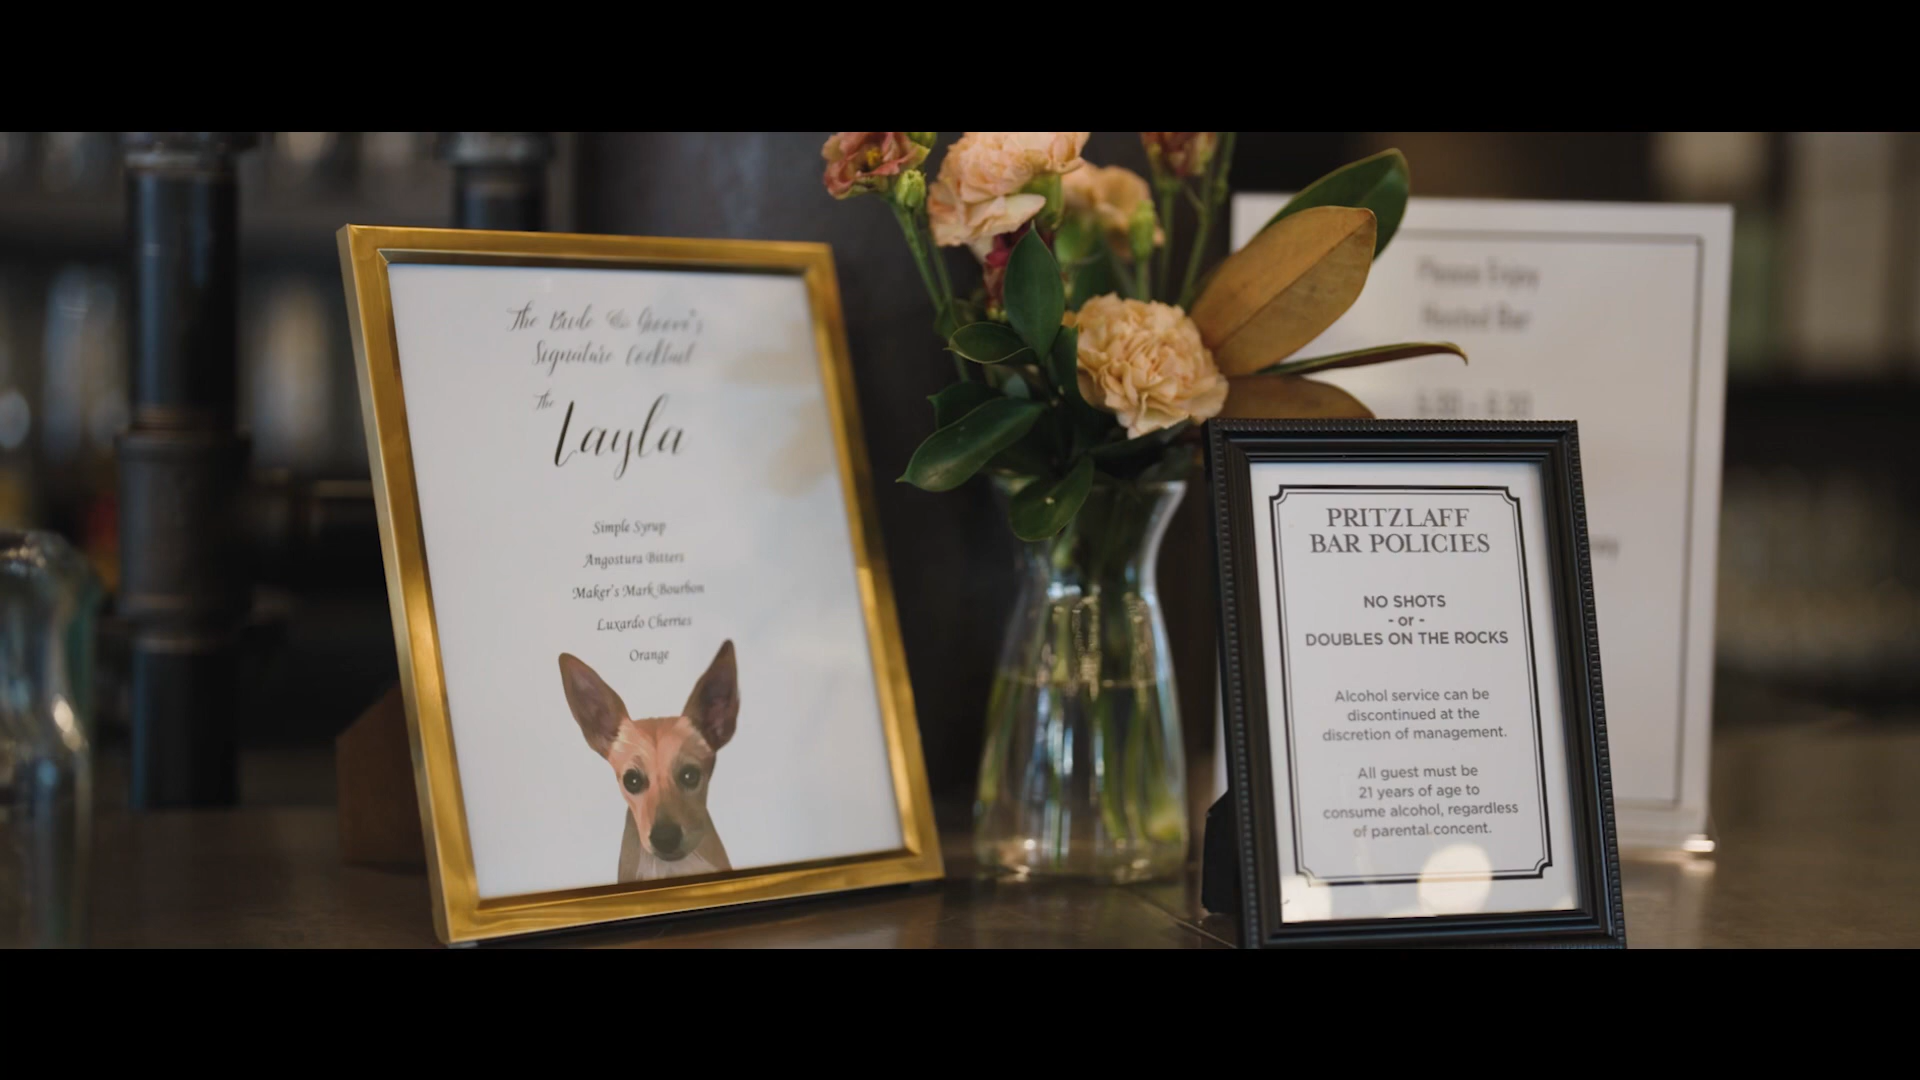 The Bride & Groom's
Signature Cocktail
The
Layla
Simple Syrup
Angostura Bitters
Maker's Mark Bourbon
Luxardo Cherries
Orange
Please Enjoy
Hosted Bar
PRITZLAFF
BAR POLICIES
NO SHOTS
- or -
DOUBLES ON THE ROCKS
Alcohol service can be
discontinued at the
discretion of management.
All guest must be
21 years of age to
consume alcohol, regardless
of parental concent.